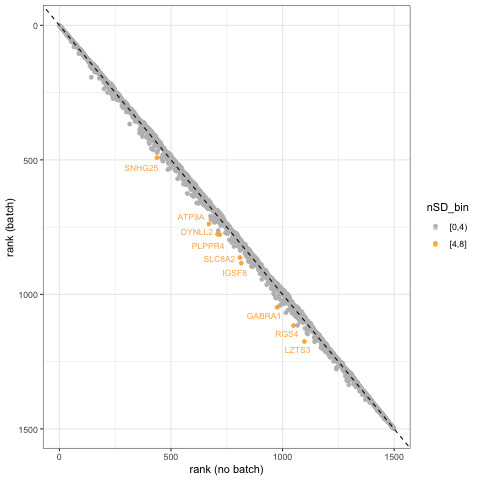 0
500
1000
1500
rank (batch)
SNHG25
ATP9A
DYNLL2
PLPPR4
SLC8A2
IGSF8
GABRA1
RGS4
LZTS3
0
500
1000
1500
rank (no batch)
nSD_bin
[0,4)
[4,8]